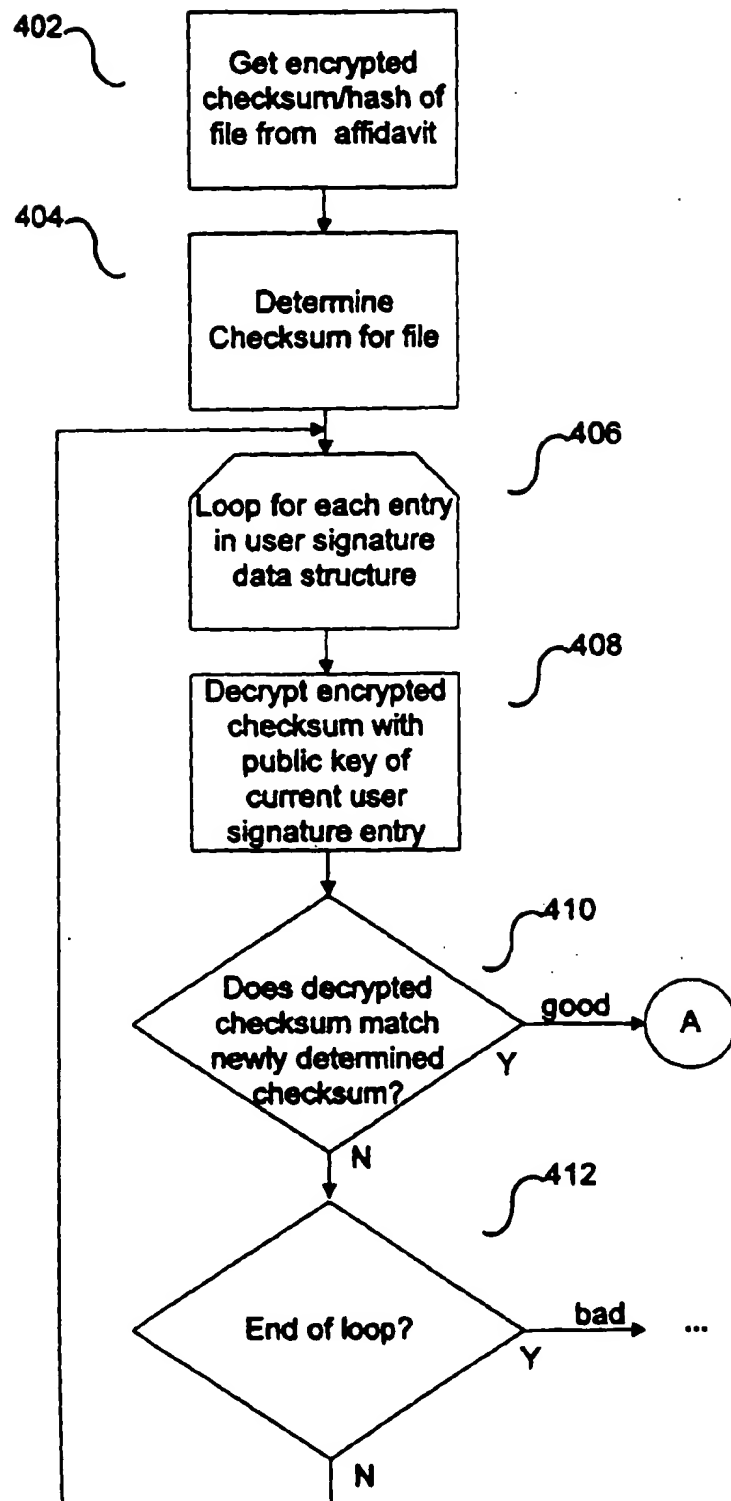 402
Get encrypted
checksum/hash of
file from affidavit
404
Determine
Checksum for file
406
Loop for each entry
in user signature
data structure
408
Decrypt encrypted
checksum with
public key of
current user
signature entry
410
Does decrypted
checksum match
newly determined
checksum?
good
A
Y
N
412
End of loop?
bad
...
Y
N